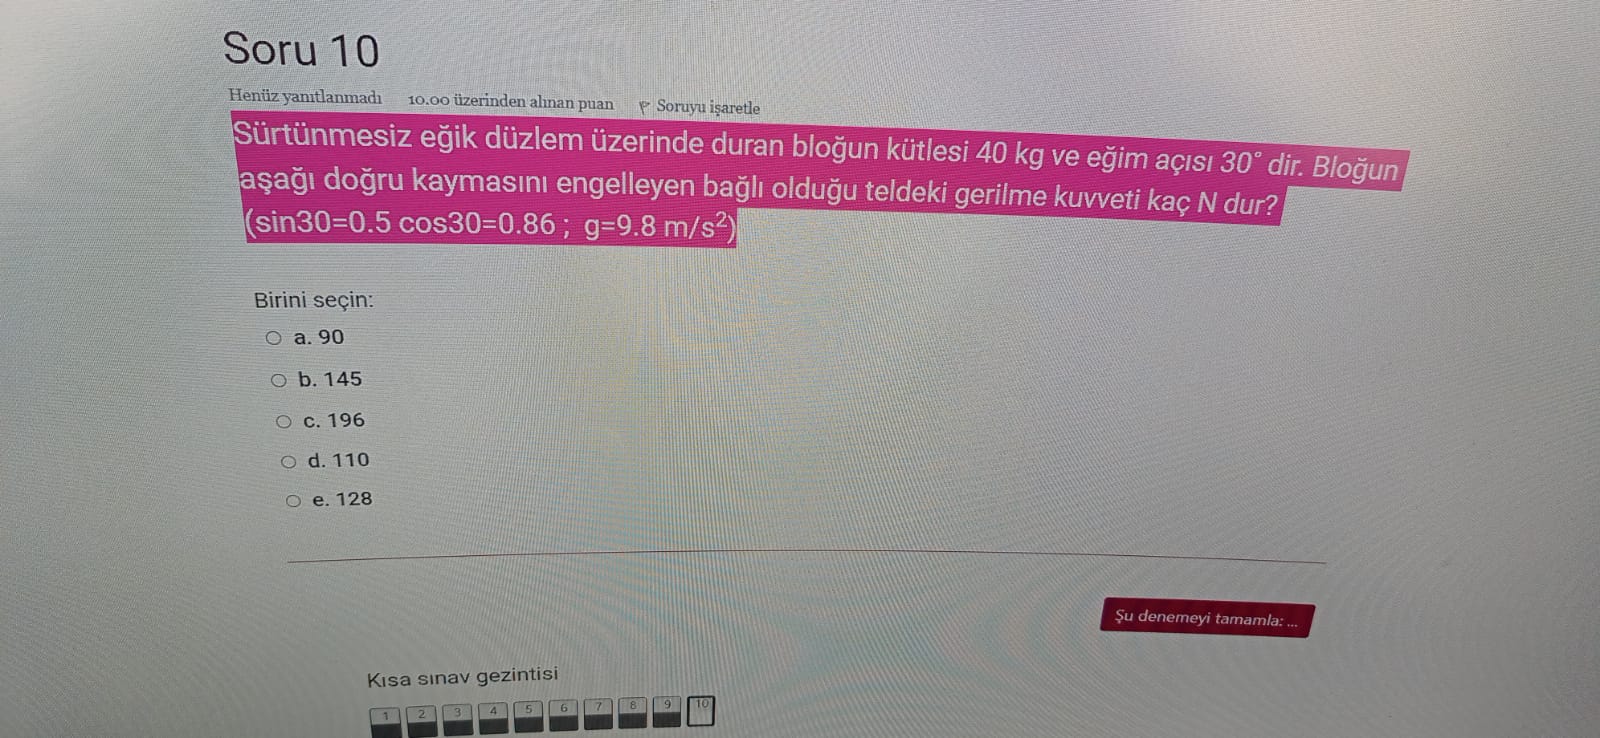 Soru 10
Henüz yanıtlanmadı 10.00 üzerinden alınan puan Soruyu işaretle
Sürtünmesiz eğik düzlem üzerinde duran bloğun kütlesi 40 kg ve eğim açısı 30° dir. Bloğun
aşağı doğru kaymasını engelleyen bağlı olduğu teldeki gerilme kuvveti kaç N dur?
(sin30=0.5 cos30=0.86 ; g=9.8 m/s²)
Birini seçin:
a. 90
b. 145
c. 196
d. 110
e. 128
Şu denemeyi tamamla: ...
Kısa sınav gezintisi
1 2 3 4 5 6 7 8 9 10